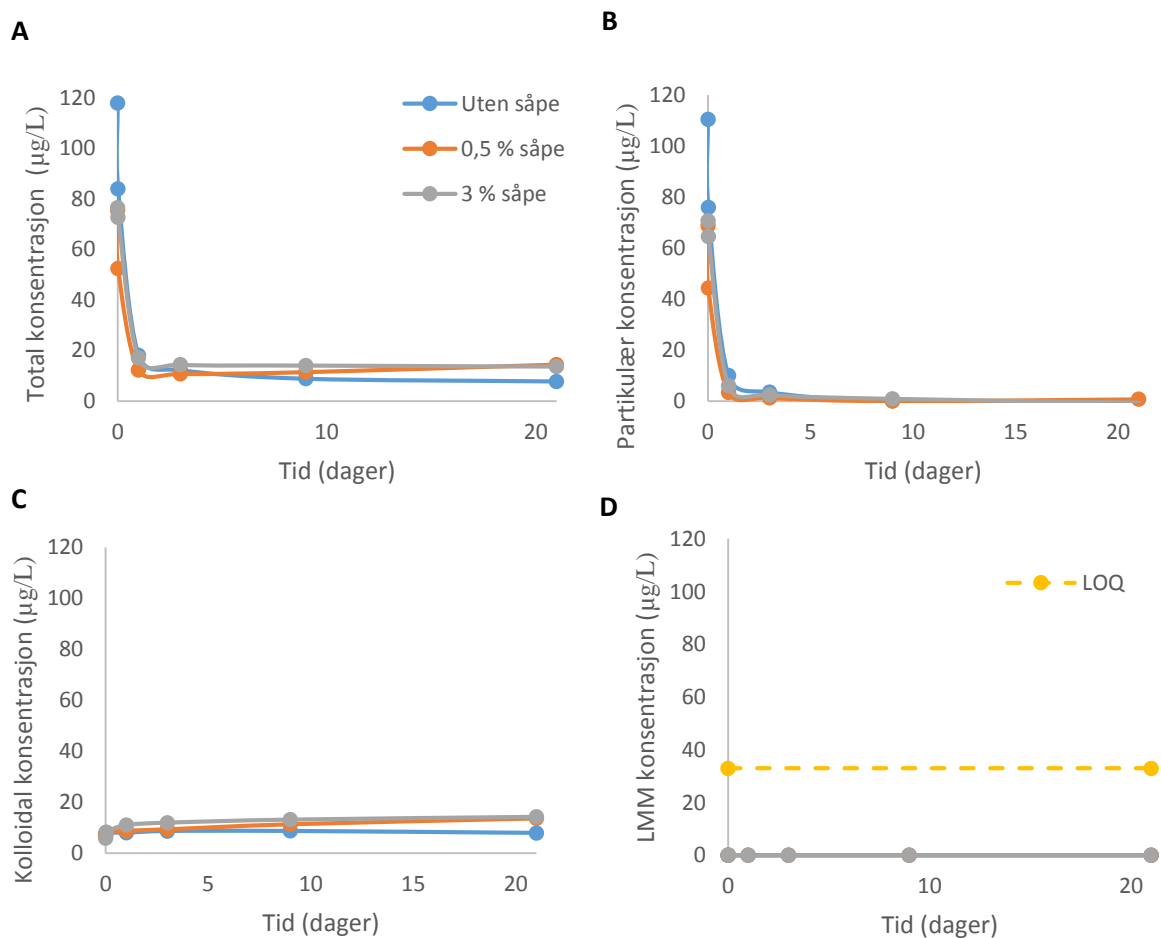 A
Total konsentrasjon (µg/L)
120
100
80
60
40
20
0
0 10 20
Tid (dager)
Uten såpe
0,5 % såpe
3 % såpe
B
Partikulær konsentrasjon (µg/L)
120
100
80
60
40
20
0
0 5 10 15 20
Tid (dager)
C
Kolloidal konsentrasjon (µg/L)
120
100
80
60
40
20
0
0 5 10 15 20
Tid (dager)
D
LMM konsentrasjon (µg/L)
120
100
80
60
40
20
0
0 10 20
Tid (dager)
LOQ